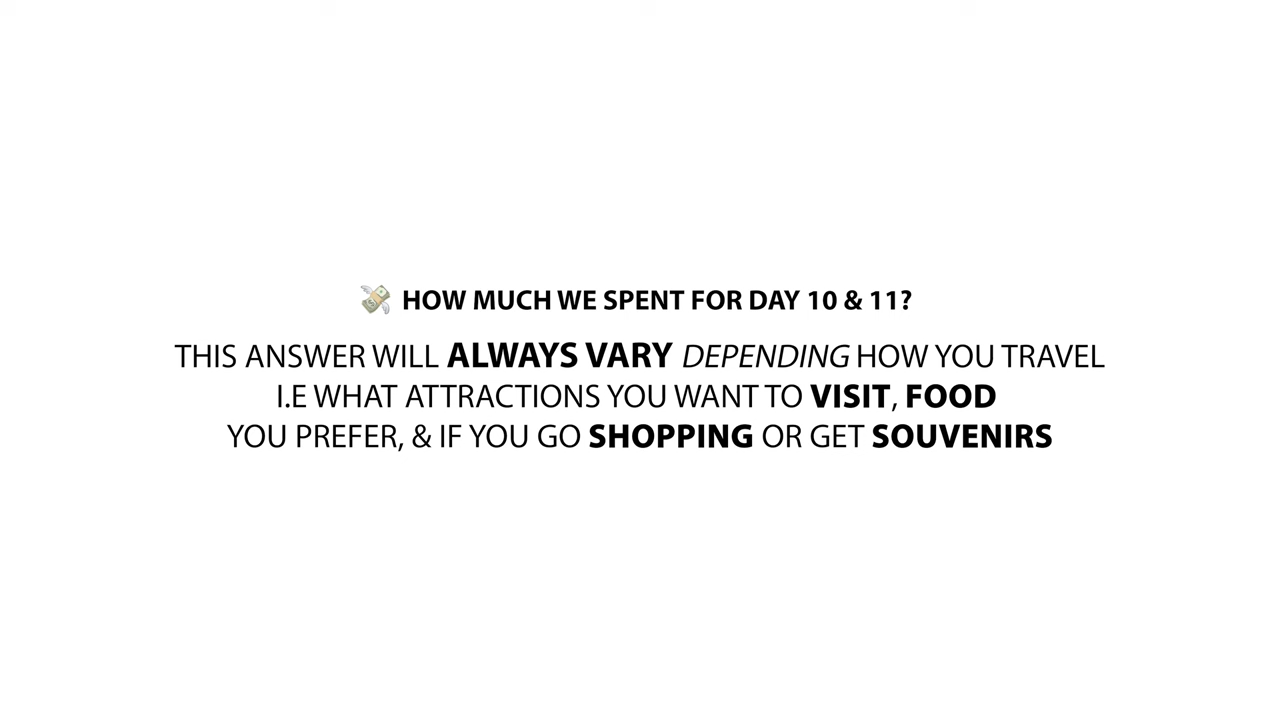 💸 HOW MUCH WE SPENT FOR DAY 10 & 11?
THIS ANSWER WILL ALWAYS VARY DEPENDING HOW YOU TRAVEL
I.E WHAT ATTRACTIONS YOU WANT TO VISIT, FOOD
YOU PREFER, & IF YOU GO SHOPPING OR GET SOUVENIRS